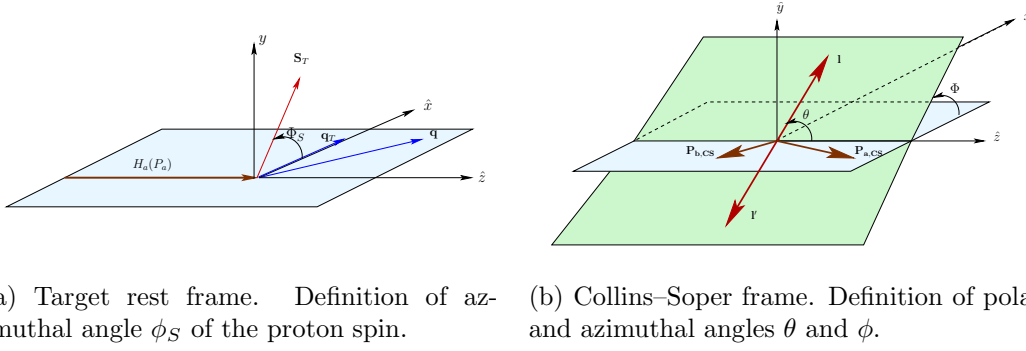 y
S_T
x̂
Φ_S
q_T
q
H_a(P_a)
ẑ
ŷ
l
Φ
θ
ẑ
P_b,CS
P_a,CS
l′
a) Target rest frame. Definition of az-
muthal angle ϕ_S of the proton spin.
(b) Collins–Soper frame. Definition of pola
and azimuthal angles θ and ϕ.